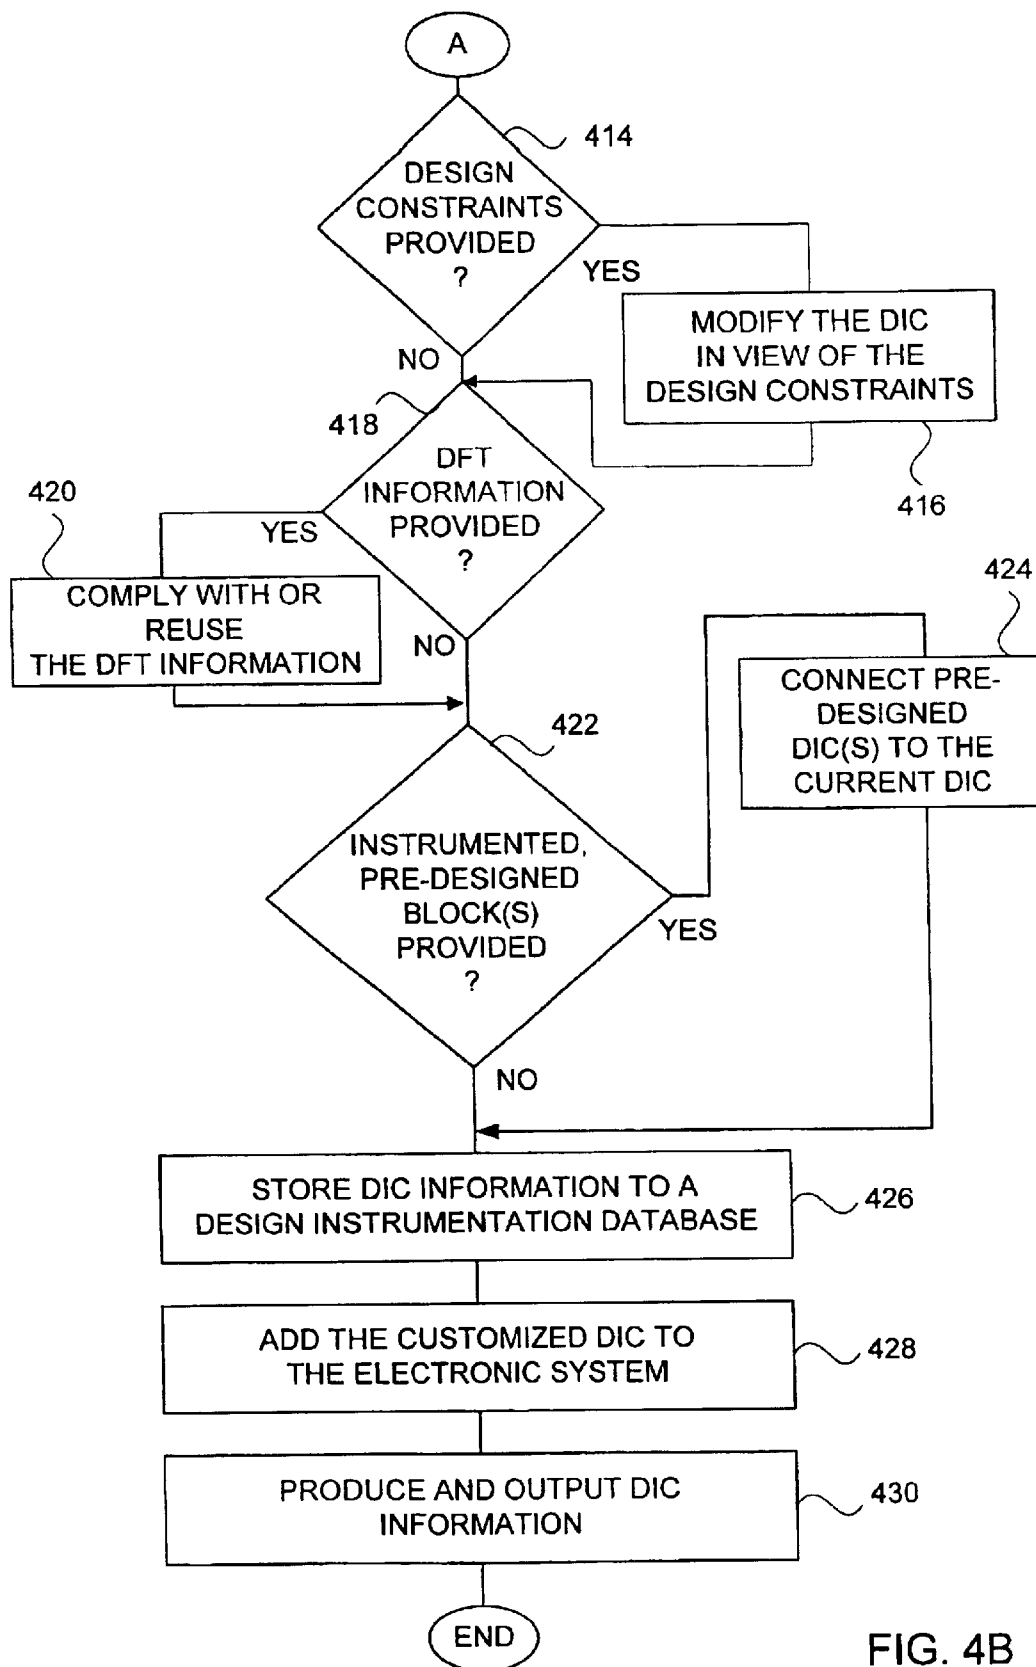 A
414
DESIGN
CONSTRAINTS
PROVIDED
?
YES
MODIFY THE DIC
IN VIEW OF THE
DESIGN CONSTRAINTS
NO
416
418
DFT
INFORMATION
PROVIDED
?
420
YES
COMPLY WITH OR
REUSE
THE DFT INFORMATION
NO
424
CONNECT PRE-
DESIGNED
DIC(S) TO THE
CURRENT DIC
422
INSTRUMENTED,
PRE-DESIGNED
BLOCK(S)
PROVIDED
?
YES
NO
STORE DIC INFORMATION TO A
DESIGN INSTRUMENTATION DATABASE
426
ADD THE CUSTOMIZED DIC TO
THE ELECTRONIC SYSTEM
428
PRODUCE AND OUTPUT DIC
INFORMATION
430
END
FIG. 4B